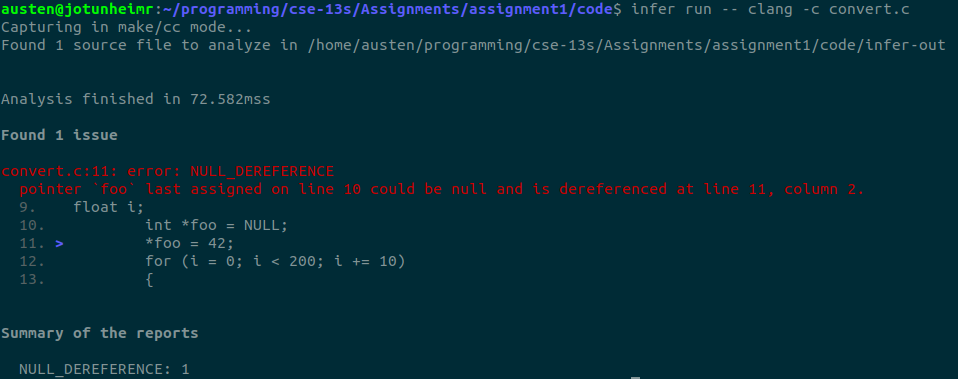 austen@jotunheimr:~/programming/cse-13s/Assignments/assignment1/code$ infer run -- clang -c convert.c
Capturing in make/cc mode...
Found 1 source file to analyze in /home/austen/programming/cse-13s/Assignments/assignment1/code/infer-out
Analysis finished in 72.582mss
Found 1 issue
convert.c:11: error: NULL_DEREFERENCE
pointer `foo` last assigned on line 10 could be null and is dereferenced at line 11, column 2.
9. float i;
10. int *foo = NULL;
11. > *foo = 42;
12. for (i = 0; i < 200; i += 10)
13. {
Summary of the reports
NULL_DEREFERENCE: 1